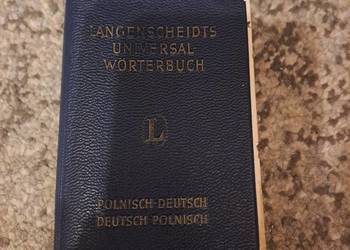 LANGENSCHEIDTS
UNIVERSAL-
WÖRTERBUCH
L
POLNISCH-DEUTSCH
DEUTSCH-POLNISCH